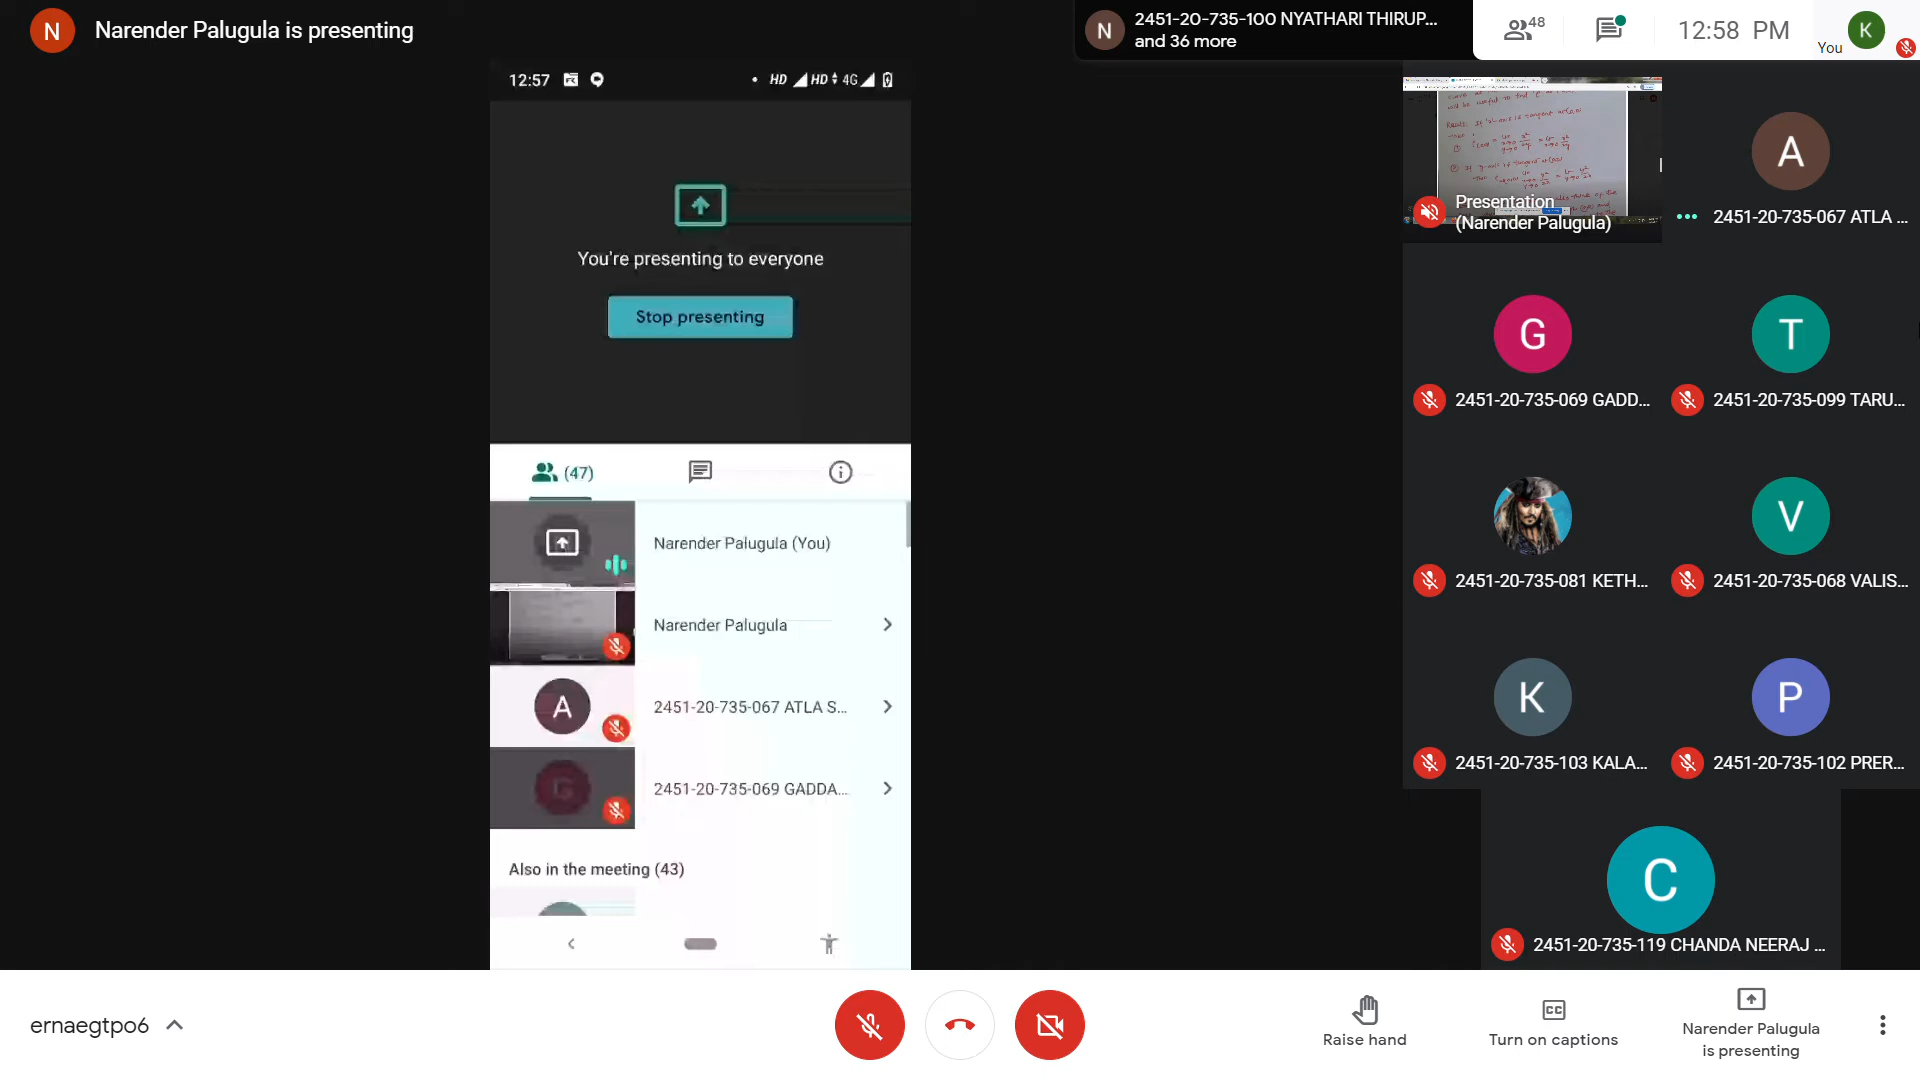 N
Narender Palugula is presenting
N
2451-20-735-100 NYATHARI THIRUP...
and 36 more
48
12:58 PM
You
K
12:57
HD
HD
4G
You're presenting to everyone
Stop presenting
(47)
Narender Palugula (You)
Narender Palugula
A
2451-20-735-067 ATLA S...
G
2451-20-735-069 GADDA...
Also in the meeting (43)
Presentation
(Narender Palugula)
A
2451-20-735-067 ATLA ...
G
2451-20-735-069 GADD...
T
2451-20-735-099 TARU...
2451-20-735-081 KETH...
V
2451-20-735-068 VALIS...
K
2451-20-735-103 KALA...
P
2451-20-735-102 PRER...
C
2451-20-735-119 CHANDA NEERAJ ...
ernaegtpo6
Raise hand
CC
Turn on captions
Narender Palugula
is presenting